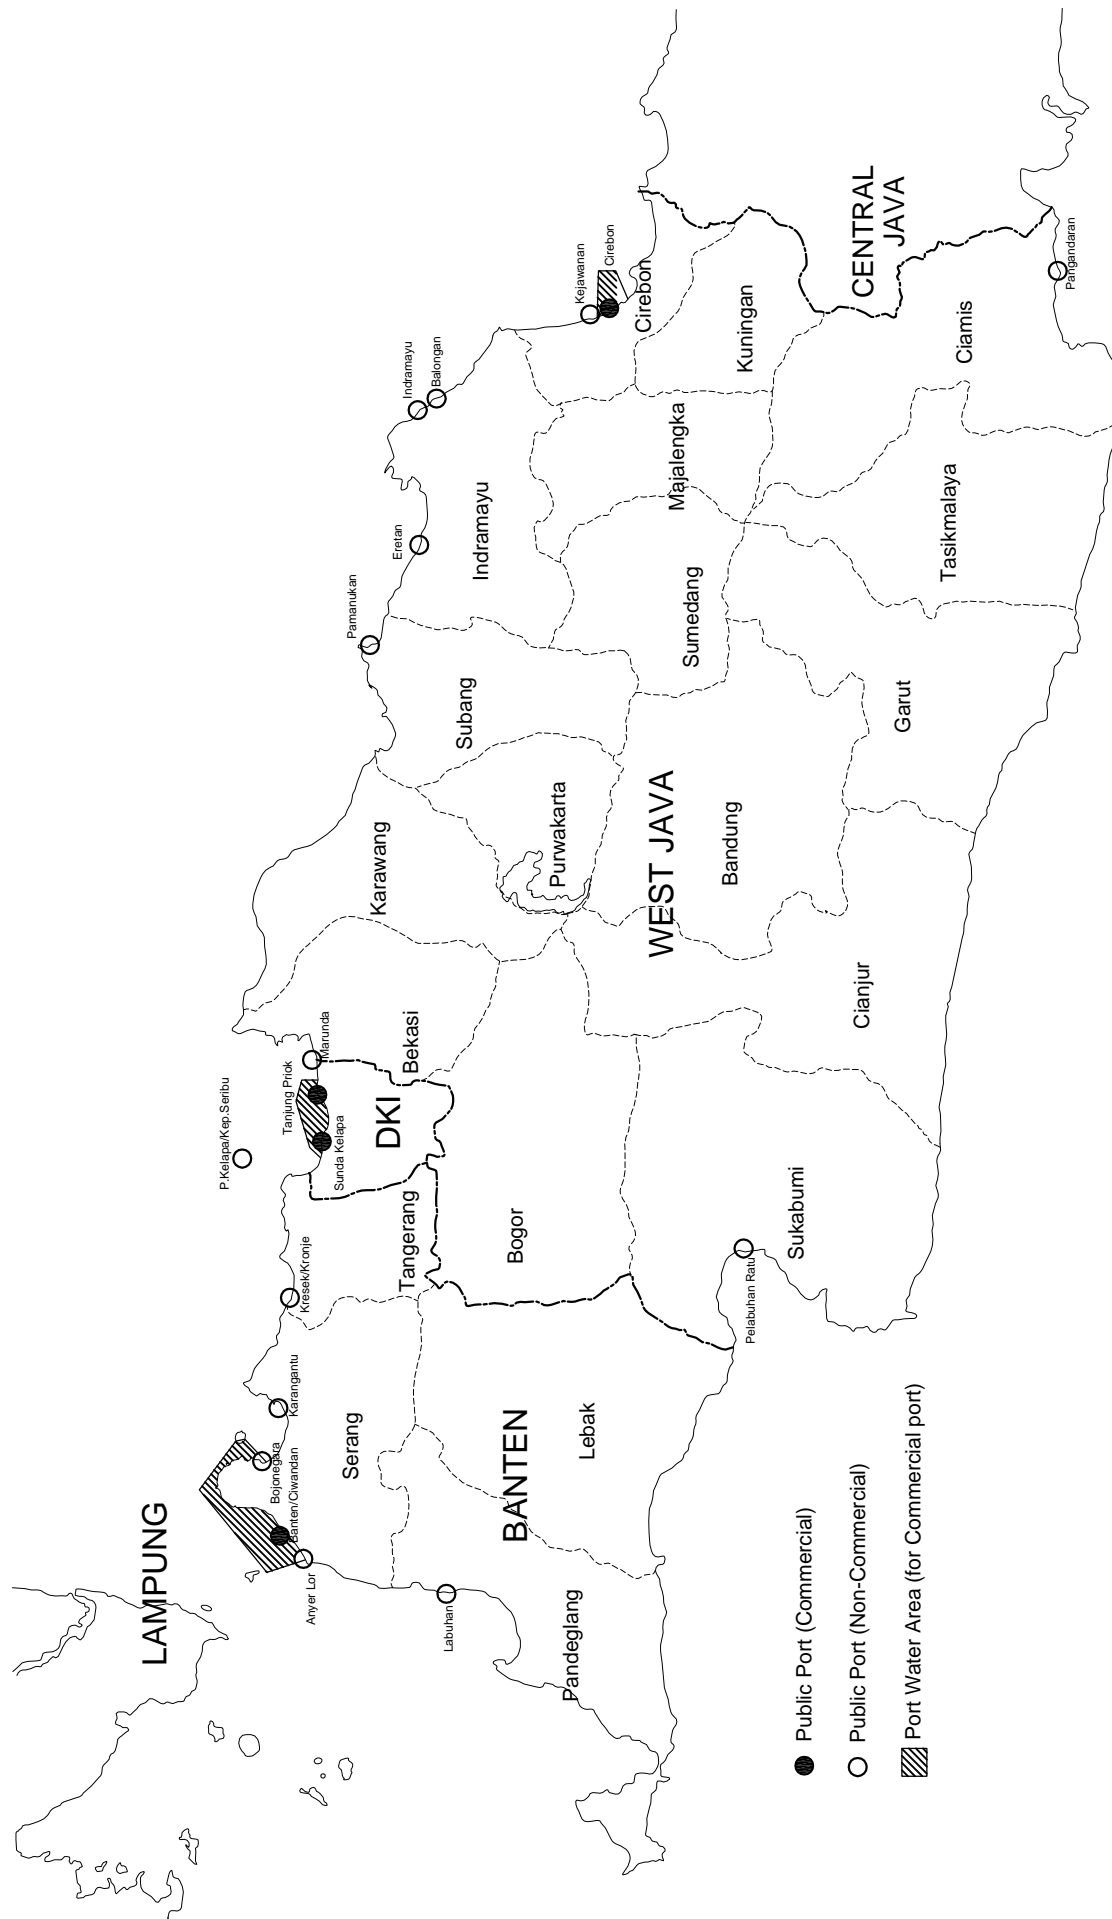 LAMPUNG
Anyer Lor
Banten/Ciwandan
Bojonegara
Karangantu
Kresek/Kronje
P.Kelapa/Kep.Seribu
Sunda Kelapa
Tanjung Priok
Marunda
Pamanukan
Eretan
Indramayu
Balongan
Kejawanan
Cirebon
Cirebon
Labuhan
Serang
Tangerang
DKI
Bekasi
Karawang
Subang
Indramayu
Pandeglang
BANTEN
Lebak
Bogor
Purwakarta
WEST JAVA
Bandung
Sumedang
Majalengka
Kuningan
Pelabuhan Ratu
Sukabumi
Cianjur
Garut
Tasikmalaya
Ciamis
CENTRAL
JAVA
Pangandaran
Public Port (Commercial)
Public Port (Non-Commercial)
Port Water Area (for Commercial port)